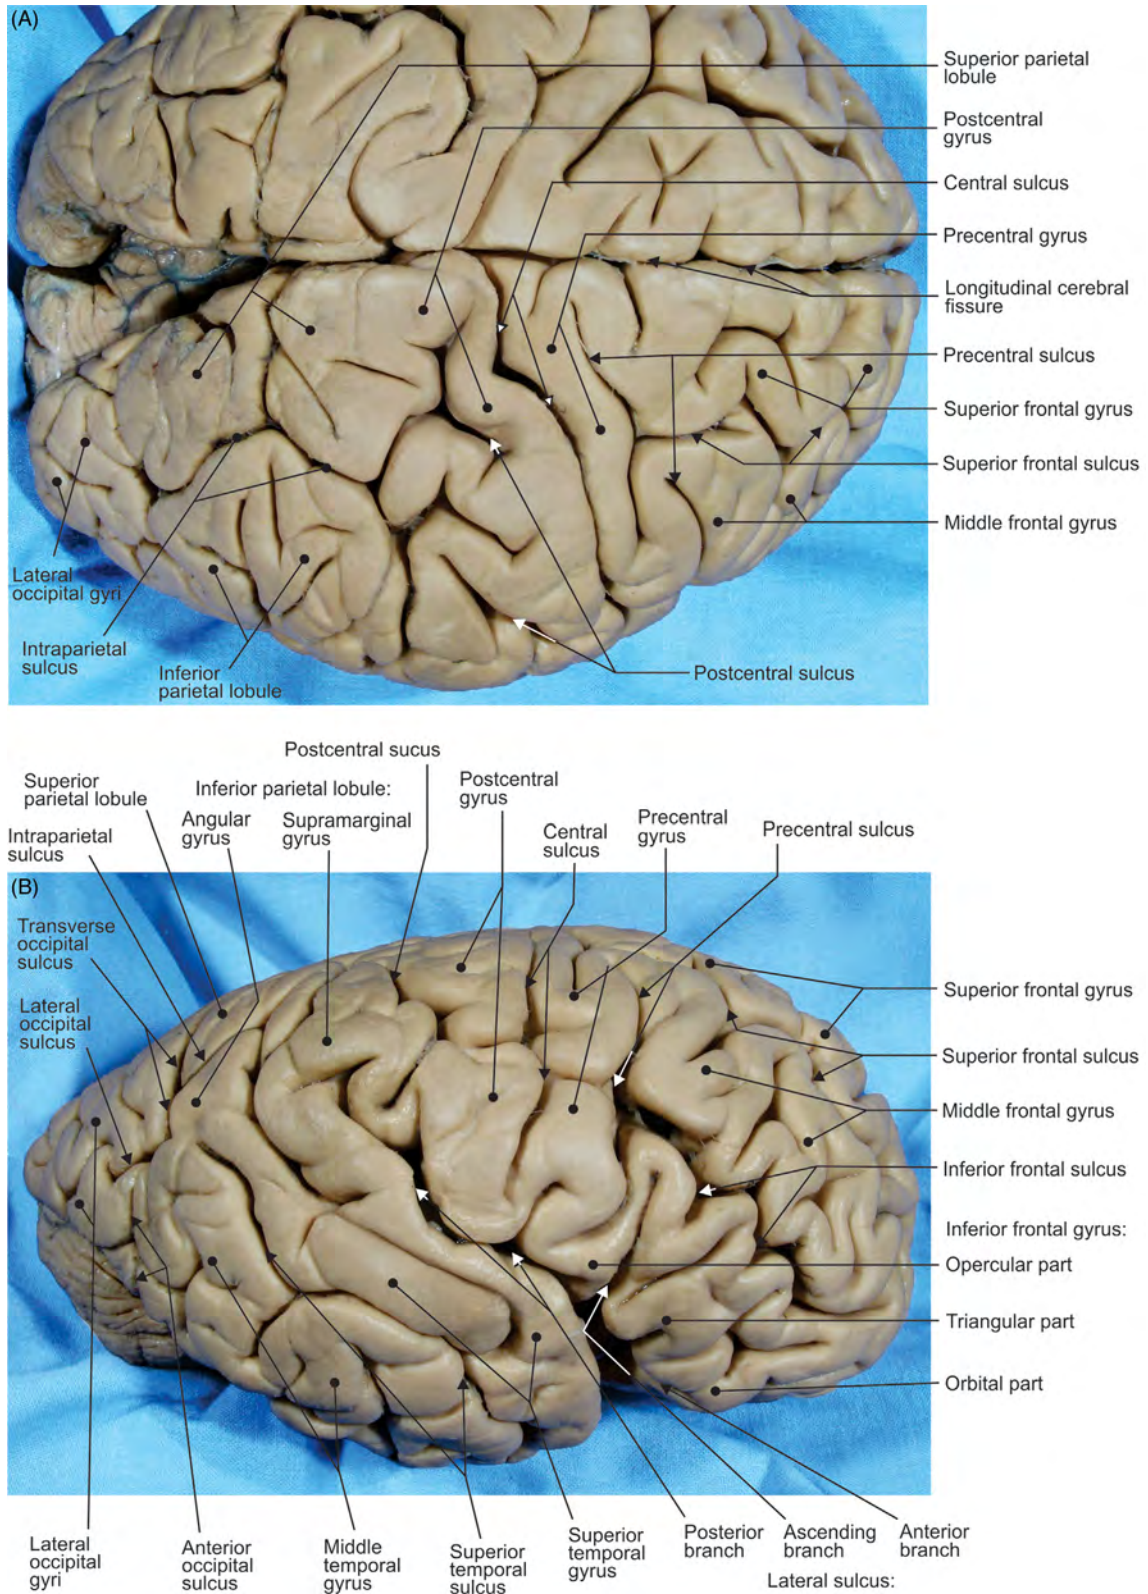 (A)
Superior parietal
lobule
Postcentral
gyrus
Central sulcus
Precentral gyrus
Longitudinal cerebral
fissure
Precentral sulcus
Superior frontal gyrus
Superior frontal sulcus
Middle frontal gyrus
Lateral
occipital gyri
Intraparietal
sulcus
Inferior
parietal lobule
Postcentral sulcus
Postcentral sucus
Superior
parietal lobule
Inferior parietal lobule:
Postcentral
gyrus
Intraparietal
sulcus
Angular
gyrus
Supramarginal
gyrus
Central
sulcus
Precentral
gyrus
Precentral sulcus
(B)
Transverse
occipital
sulcus
Lateral
occipital
sulcus
Superior frontal gyrus
Superior frontal sulcus
Middle frontal gyrus
Inferior frontal sulcus
Inferior frontal gyrus:
Opercular part
Triangular part
Orbital part
Lateral
occipital
gyri
Anterior
occipital
sulcus
Middle
temporal
gyrus
Superior
temporal
sulcus
Superior
temporal
gyrus
Posterior
branch
Ascending
branch
Anterior
branch
Lateral sulcus: